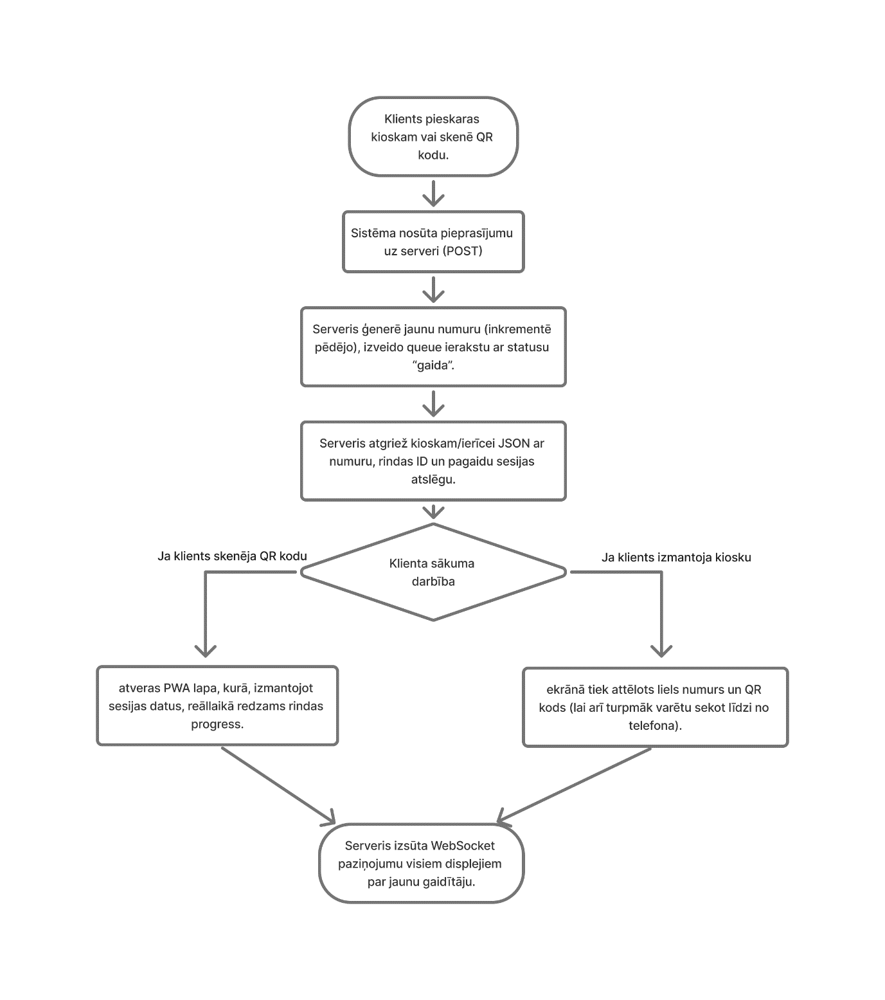 Klients pieskaras
kioskam vai skenē QR
kodu.
Sistēma nosūta pieprasījumu
uz serveri (POST)
Serveris ģenerē jaunu numuru (inkrementē
pēdējo), izveido queue ierakstu ar statusu
“gaida”.
Serveris atgriež kioskam/ierīcei JSON ar
numuru, rindas ID un pagaidu sesijas
atslēgu.
Klienta sākuma
darbība
Ja klients skenēja QR kodu
Ja klients izmantoja kiosku
atveras PWA lapa, kurā, izmantojot
sesijas datus, reāllaikā redzams rindas
progress.
ekrānā tiek attēlots liels numurs un QR
kods (lai arī turpmāk varētu sekot līdzi no
telefona).
Serveris izsūta WebSocket
paziņojumu visiem displejiem
par jaunu gaidītāju.